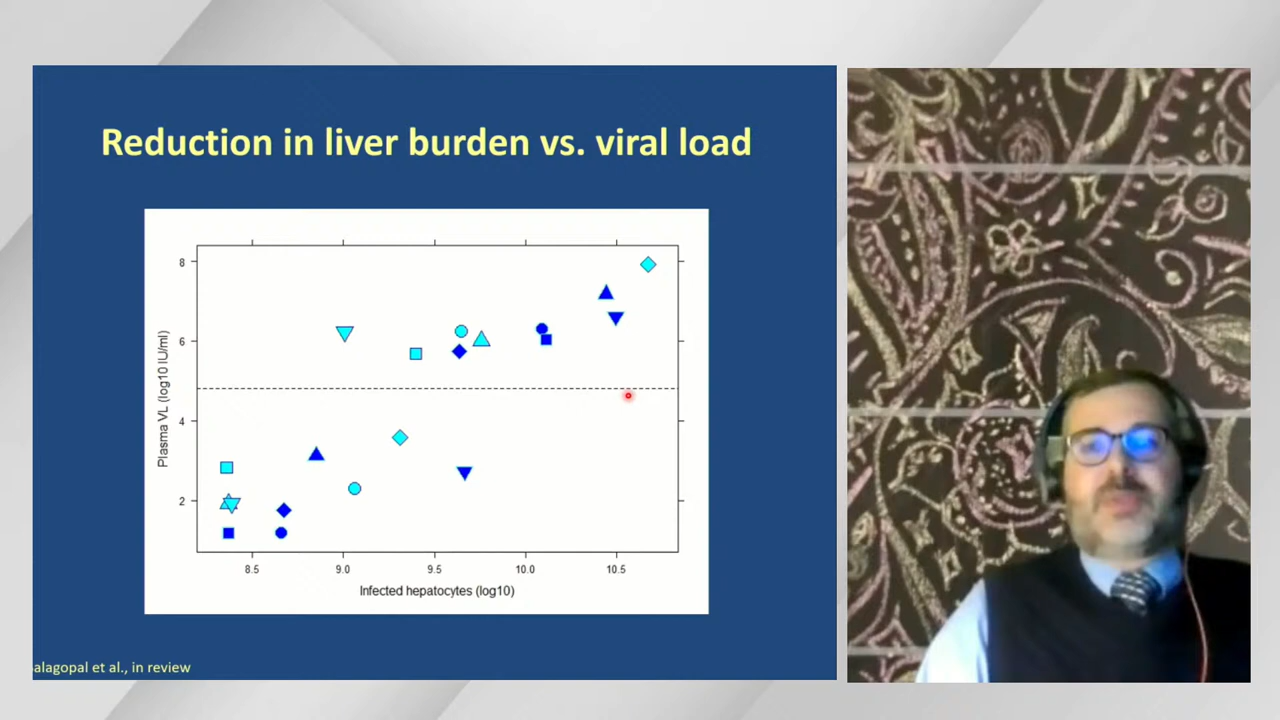 Reduction in liver burden vs. viral load
8
6
4
2
Plasma VL (log10 IU/ml)
8.5 9.0 9.5 10.0 10.5
Infected hepatocytes (log10)
alagopal et al., in review